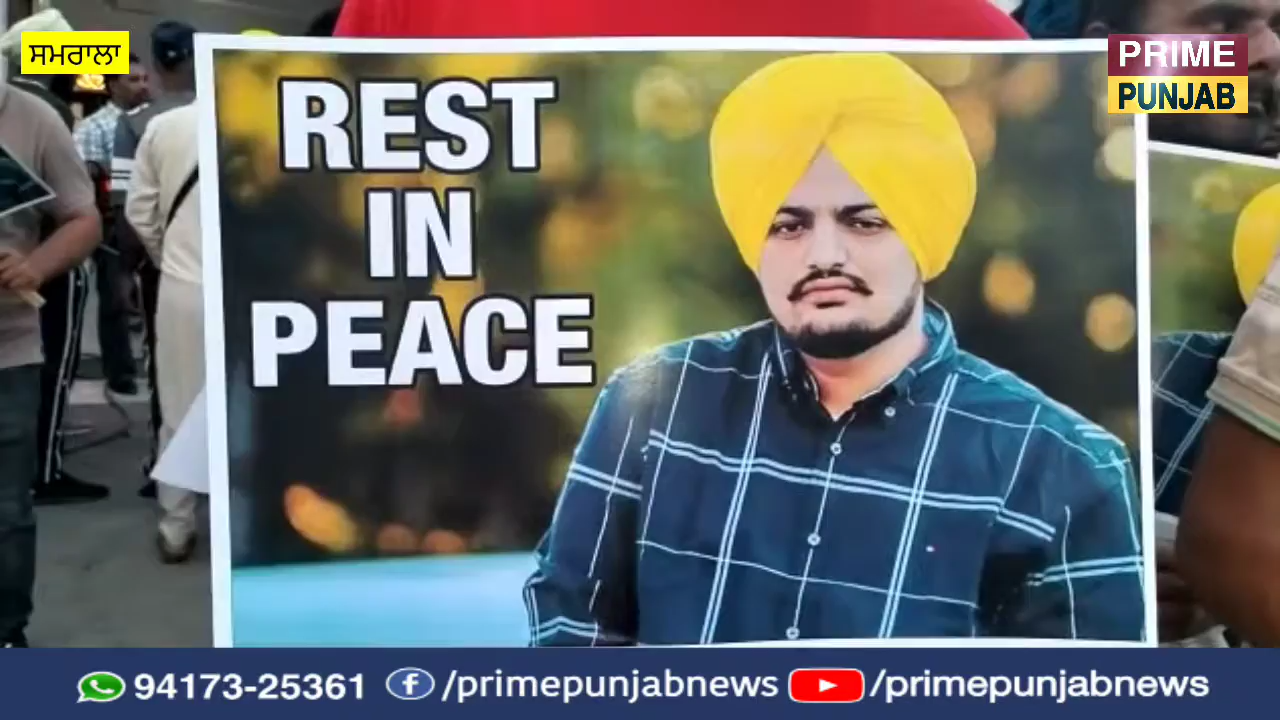 ਸਮਰਾਲਾ
PRIME
PUNJAB
REST
IN
PEACE
94173-25361 /primepunjabnews /primepunjabnews